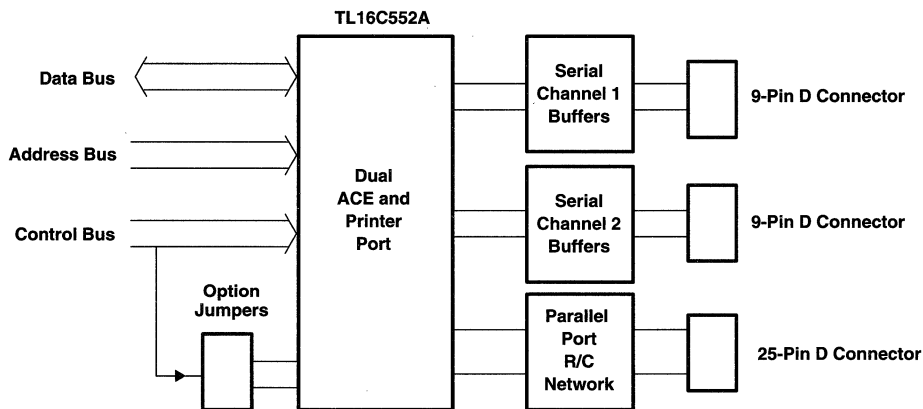 TL16C552A
Data Bus
Address Bus
Control Bus
Option
Jumpers
Dual
ACE and
Printer
Port
Serial
Channel 1
Buffers
9-Pin D Connector
Serial
Channel 2
Buffers
9-Pin D Connector
Parallel
Port
R/C
Network
25-Pin D Connector